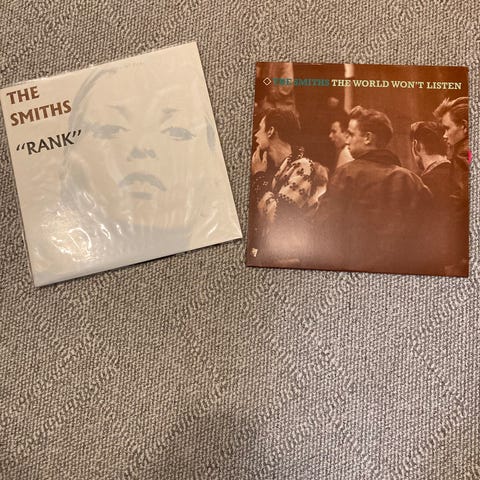 THE
SMITHS
"RANK"
THE SMITHS THE WORLD WON'T LISTEN